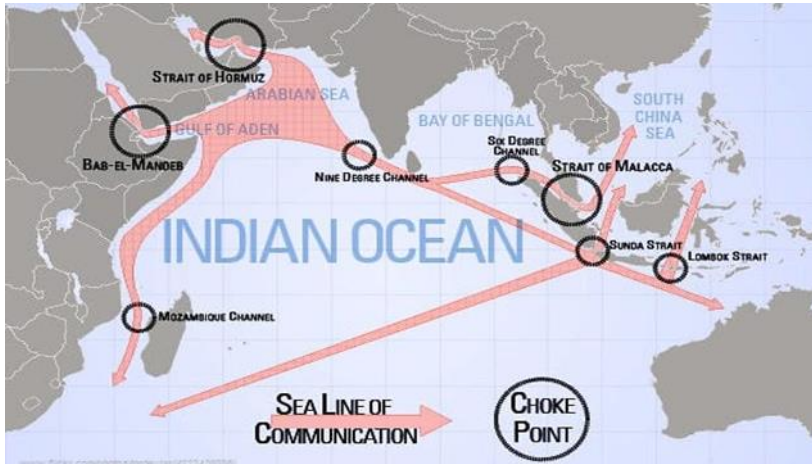 STRAIT OF HORMUZ
ARABIAN SEA
GULF OF ADEN
BAB-EL-MANDEB
BAY OF BENGAL
SOUTH
CHINA
SEA
SIX DEGREE
CHANNEL
STRAIT OF MALACCA
NINE DEGREE CHANNEL
INDIAN OCEAN
SUNDA STRAIT
LOMBOK STRAIT
MOZAMBIQUE CHANNEL
SEA LINE OF
COMMUNICATION
CHOKE
POINT